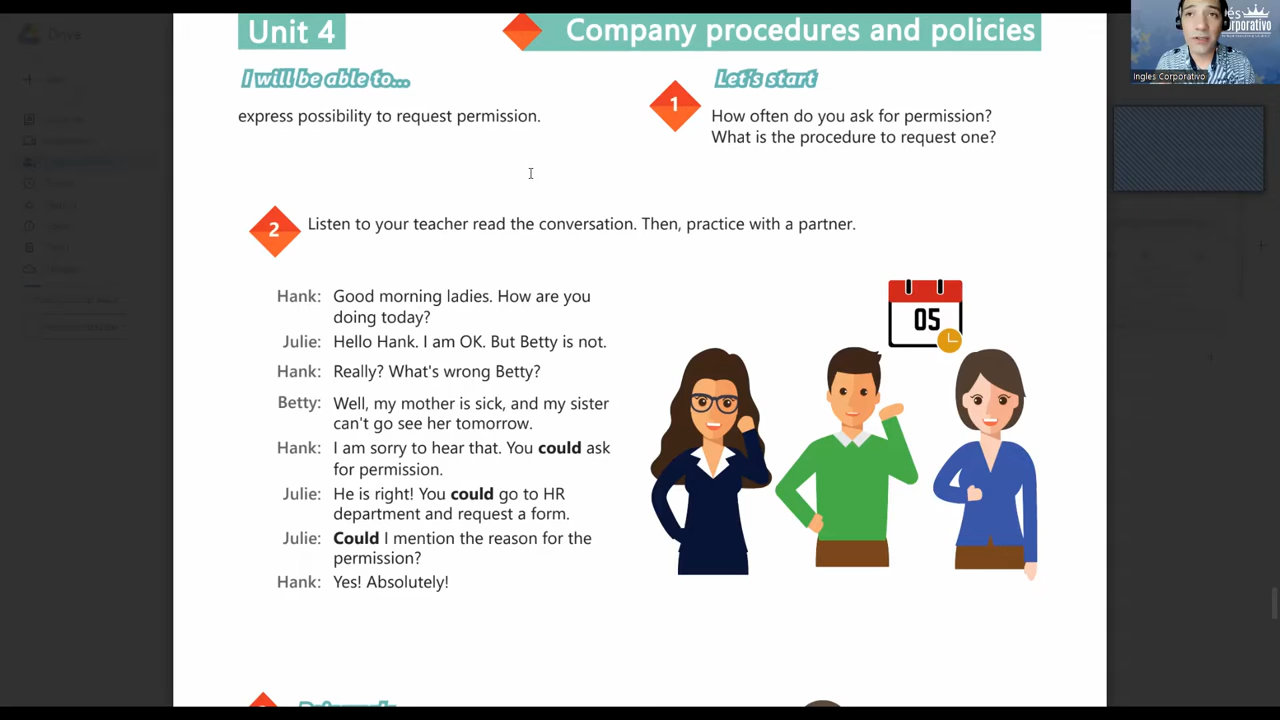 Drive
Unit 4
Company procedures and policies
I will be able to...
express possibility to request permission.
Let's start
1
How often do you ask for permission?
What is the procedure to request one?
2
Listen to your teacher read the conversation. Then, practice with a partner.
Hank: Good morning ladies. How are you
doing today?
Julie: Hello Hank. I am OK. But Betty is not.
Hank: Really? What's wrong Betty?
Betty: Well, my mother is sick, and my sister
can't go see her tomorrow.
Hank: I am sorry to hear that. You could ask
for permission.
Julie: He is right! You could go to HR
department and request a form.
Julie: Could I mention the reason for the
permission?
Hank: Yes! Absolutely!
05
Ingles Corporativo